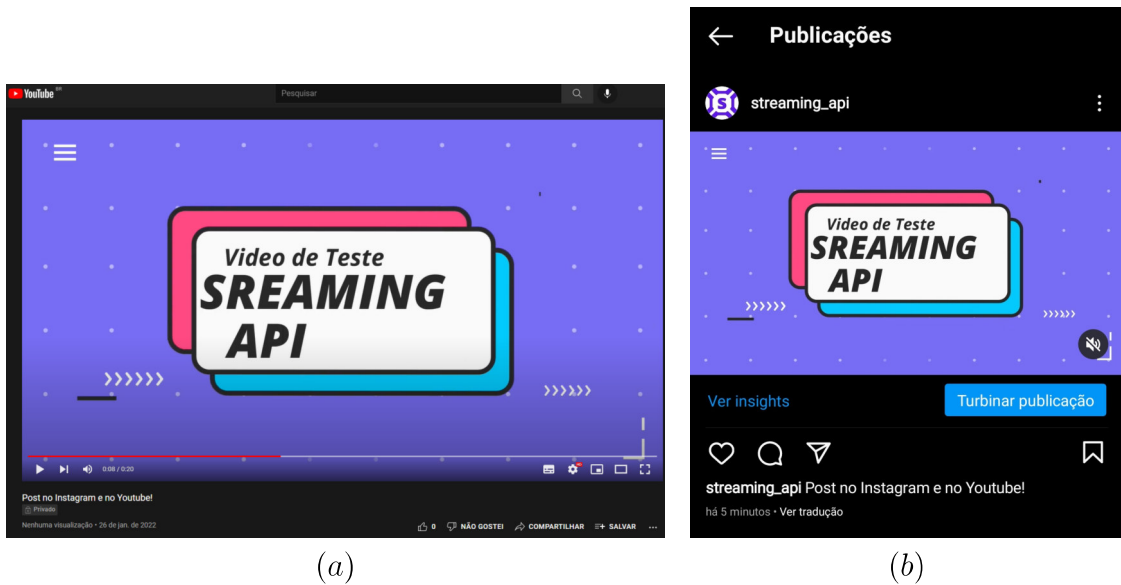 YouTube BR
Pesquisar
Video de Teste
SREAMING
API
0:08 / 0:20
Post no Instagram e no Youtube!
Privado
Nenhuma visualização • 26 de jan. de 2022
0 NÃO GOSTEI COMPARTILHAR SALVAR ...
(a)
Publicações
streaming_api
Video de Teste
SREAMING
API
Ver insights
Turbinar publicação
streaming_api Post no Instagram e no Youtube!
há 5 minutos • Ver tradução
(b)